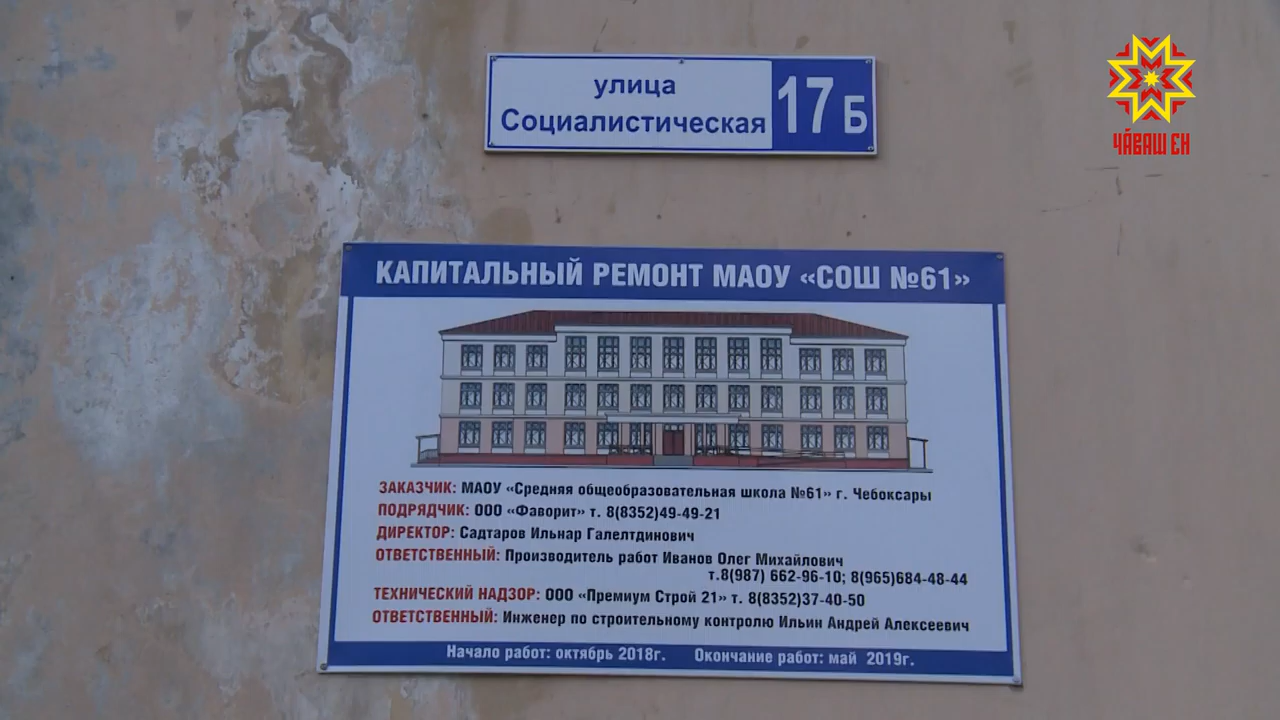 улица
Социалистическая
17 Б
ЧӐВАШ ЕН
КАПИТАЛЬНЫЙ РЕМОНТ МАОУ «СОШ №61»
ЗАКАЗЧИК: МАОУ «Средняя общеобразовательная школа №61» г. Чебоксары
ПОДРЯДЧИК: ООО «Фаворит» т. 8(8352)49-49-21
ДИРЕКТОР: Садтаров Ильнар Галелтдинович
ОТВЕТСТВЕННЫЙ: Производитель работ Иванов Олег Михайлович
т.8(987) 662-96-10; 8(965)684-48-44
ТЕХНИЧЕСКИЙ НАДЗОР: ООО «Премиум Строй 21» т. 8(8352)37-40-50
ОТВЕТСТВЕННЫЙ: Инженер по строительному контролю Ильин Андрей Алексеевич
Начало работ: октябрь 2018г. Окончание работ: май 2019г.